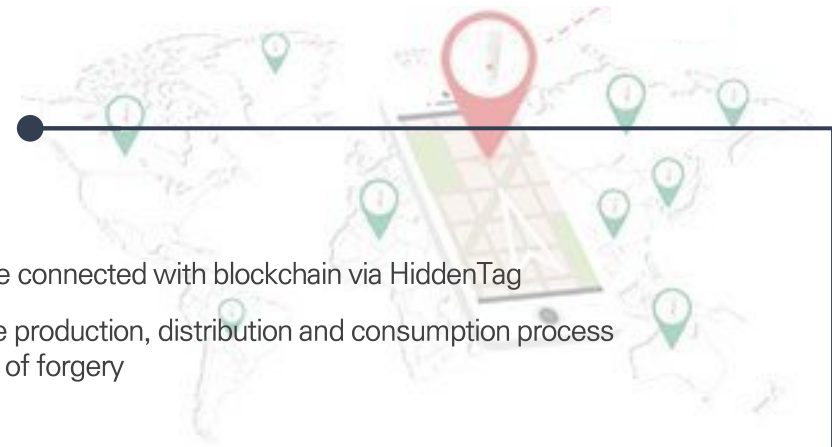 e connected with blockchain via HiddenTag
e production, distribution and consumption process
of forgery